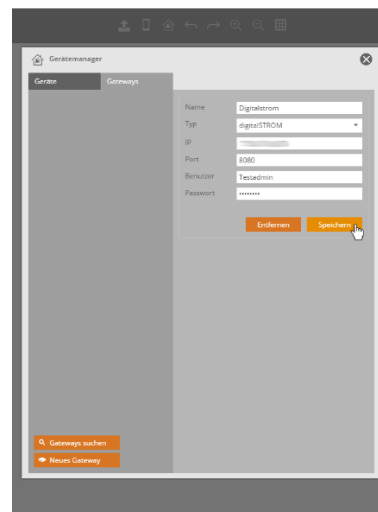 Gerätemanager
Geräte
Gateways
Name
Digitalstrom
Typ
digitalSTROM
IP
Port
8080
Benutzer
Testadmin
Passwort
••••••••
Entfernen
Speichern
Gateways suchen
Neues Gateway